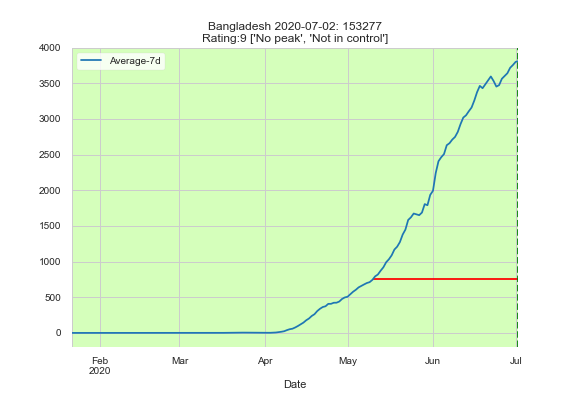 Bangladesh 2020-07-02: 153277
Rating:9 ['No peak', 'Not in control']
Average-7d
4000
3500
3000
2500
2000
1500
1000
500
0
Feb
2020
Mar
Apr
May
Jun
Jul
Date